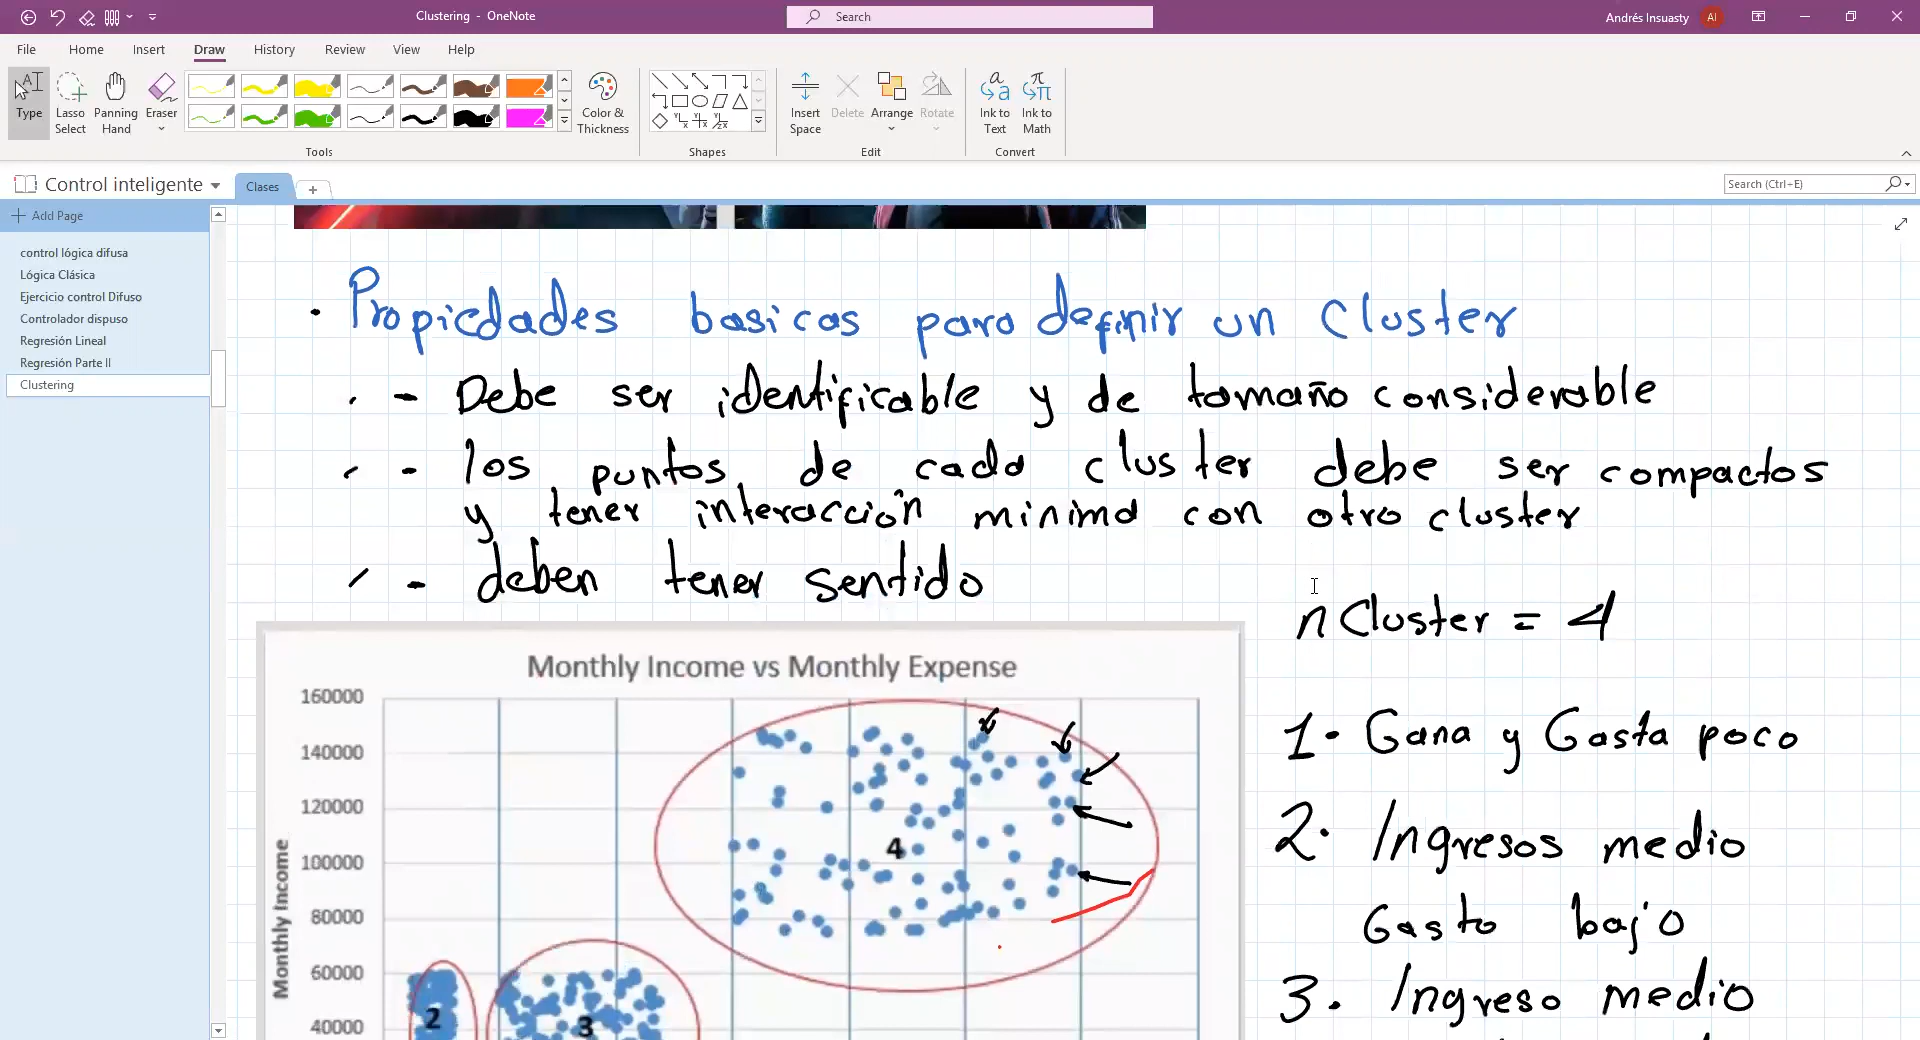 Clustering - OneNote
Search
Andrés Insuasty
AI
File Home Insert Draw History Review View Help
Type
Lasso Select
Panning Hand
Eraser
Color & Thickness
Insert Space
Delete
Arrange
Rotate
Ink to Text
Ink to Math
Tools
Shapes
Edit
Convert
Control inteligente
Clases
Search (Ctrl+E)
Add Page
control lógica difusa
Lógica Clásica
Ejercicio control Difuso
Controlador dispuso
Regresión Lineal
Regresión Parte II
Clustering
• Propiedades basicas para definir un Cluster
- Debe ser identificable y de tamaño considerable
- los puntos de cada cluster debe ser compactos
y tener interacción minima con otro cluster
- deben tener sentido
n Cluster = 4
Monthly Income vs Monthly Expense
160000
140000
120000
100000
80000
60000
40000
Monthly Income
4
2
3
1. Gana y Gasta poco
2. Ingresos medio
Gasto bajo
3. Ingreso medio